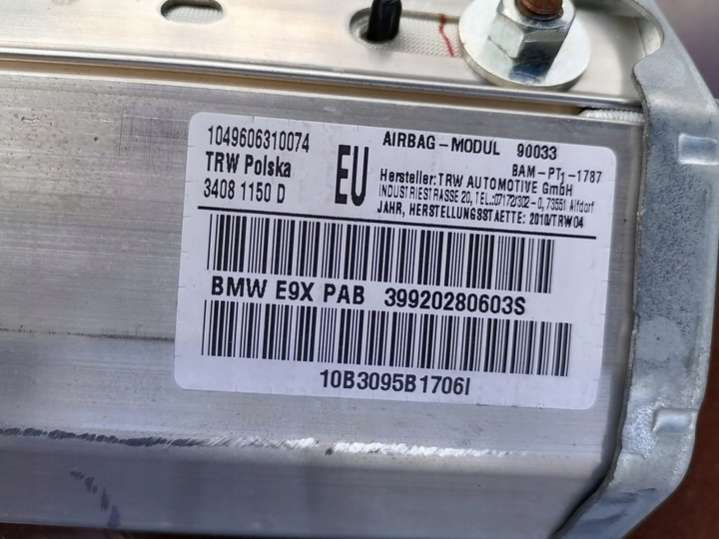 1049606310074
TRW Polska
3408 1150 D
EU
AIRBAG-MODUL 90033
BAM-PT1-1787
Hersteller: TRW AUTOMOTIVE GmbH
INDUSTRIESTRASSE 20, TEL.:07172/302-0, 73551 Alfdorf
JAHR, HERSTELLUNGSSTAETTE: 2010/TRW04
BMW E9X PAB 39920280603S
10B3095B1706I